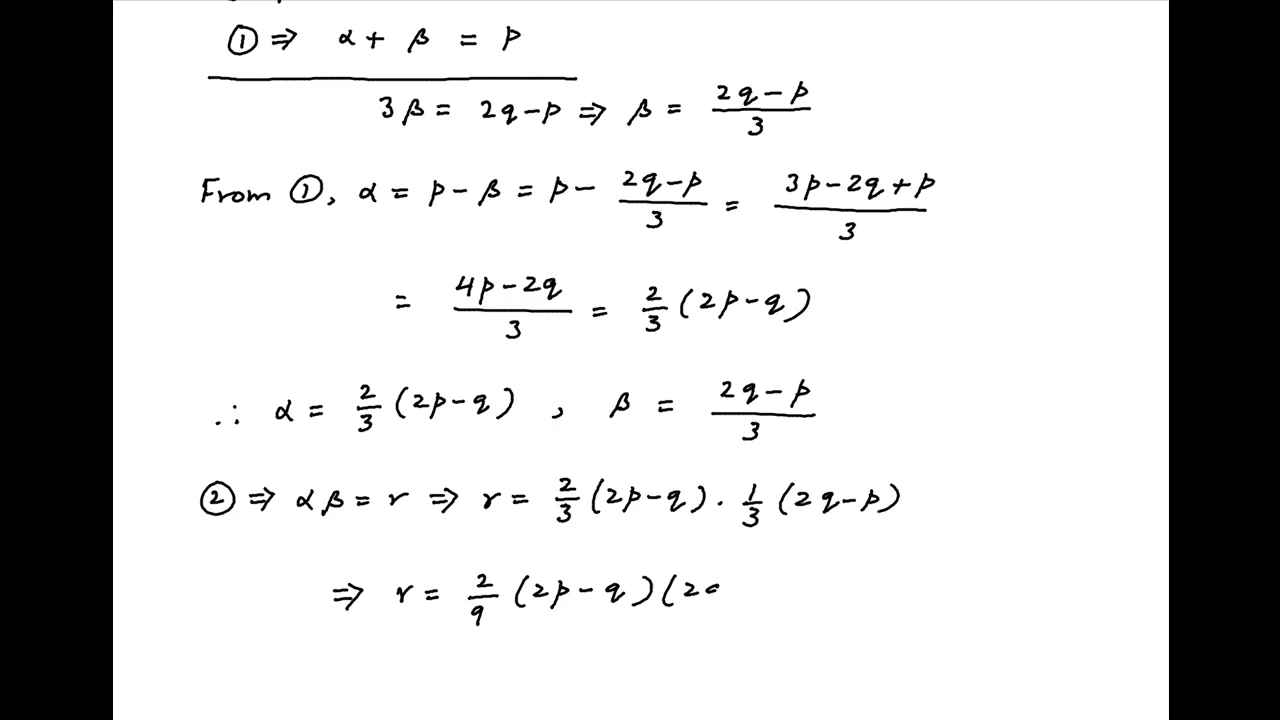 ① ⇒ α + β = p
3β = 2q-p ⇒ β = (2q-p)/3
From ①, α = p - β = p - (2q-p)/3 = (3p-2q+p)/3
= (4p-2q)/3 = 2/3 (2p-q)
∴ α = 2/3 (2p-q) , β = (2q-p)/3
② ⇒ αβ = r ⇒ r = 2/3 (2p-q) · 1/3 (2q-p)
⇒ r = 2/9 (2p-q)(2